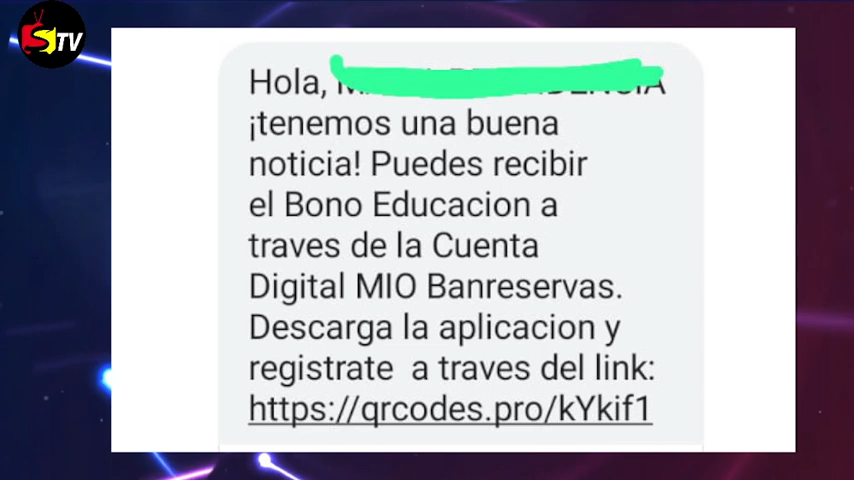 STV
Hola,
¡tenemos una buena
noticia! Puedes recibir
el Bono Educacion a
traves de la Cuenta
Digital MIO Banreservas.
Descarga la aplicacion y
registrate a traves del link:
https://qrcodes.pro/kYkif1